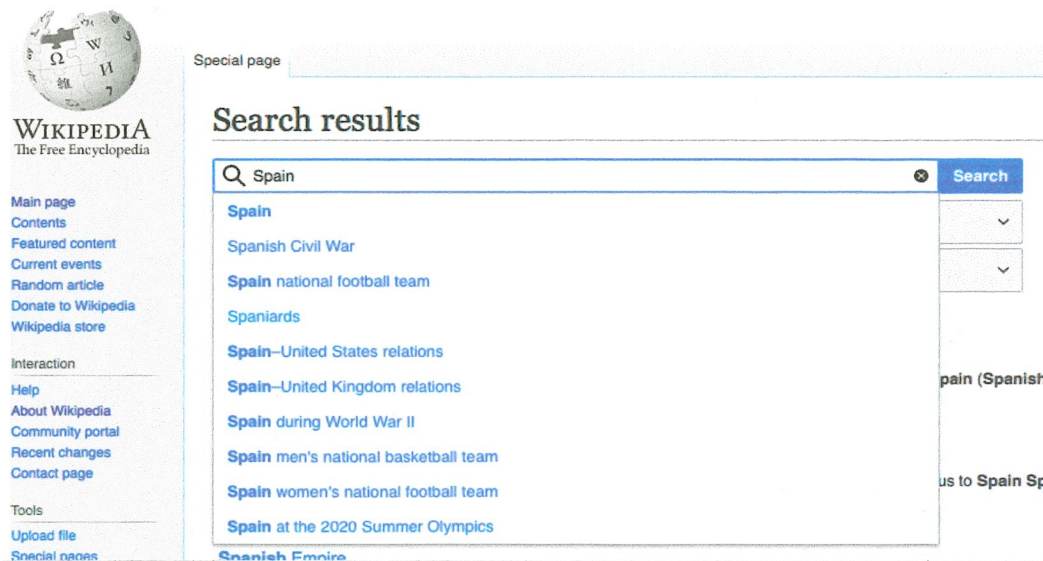 WIKIPEDIA
The Free Encyclopedia
Main page
Contents
Featured content
Current events
Random article
Donate to Wikipedia
Wikipedia store
Interaction
Help
About Wikipedia
Community portal
Recent changes
Contact page
Tools
Upload file
Special pages
Special page
Search results
Spain
Search
Spain
Spanish Civil War
Spain national football team
Spaniards
Spain–United States relations
Spain–United Kingdom relations
Spain during World War II
Spain men's national basketball team
Spain women's national football team
Spain at the 2020 Summer Olympics
pain (Spanish
us to Spain Sp
Spanish Empire